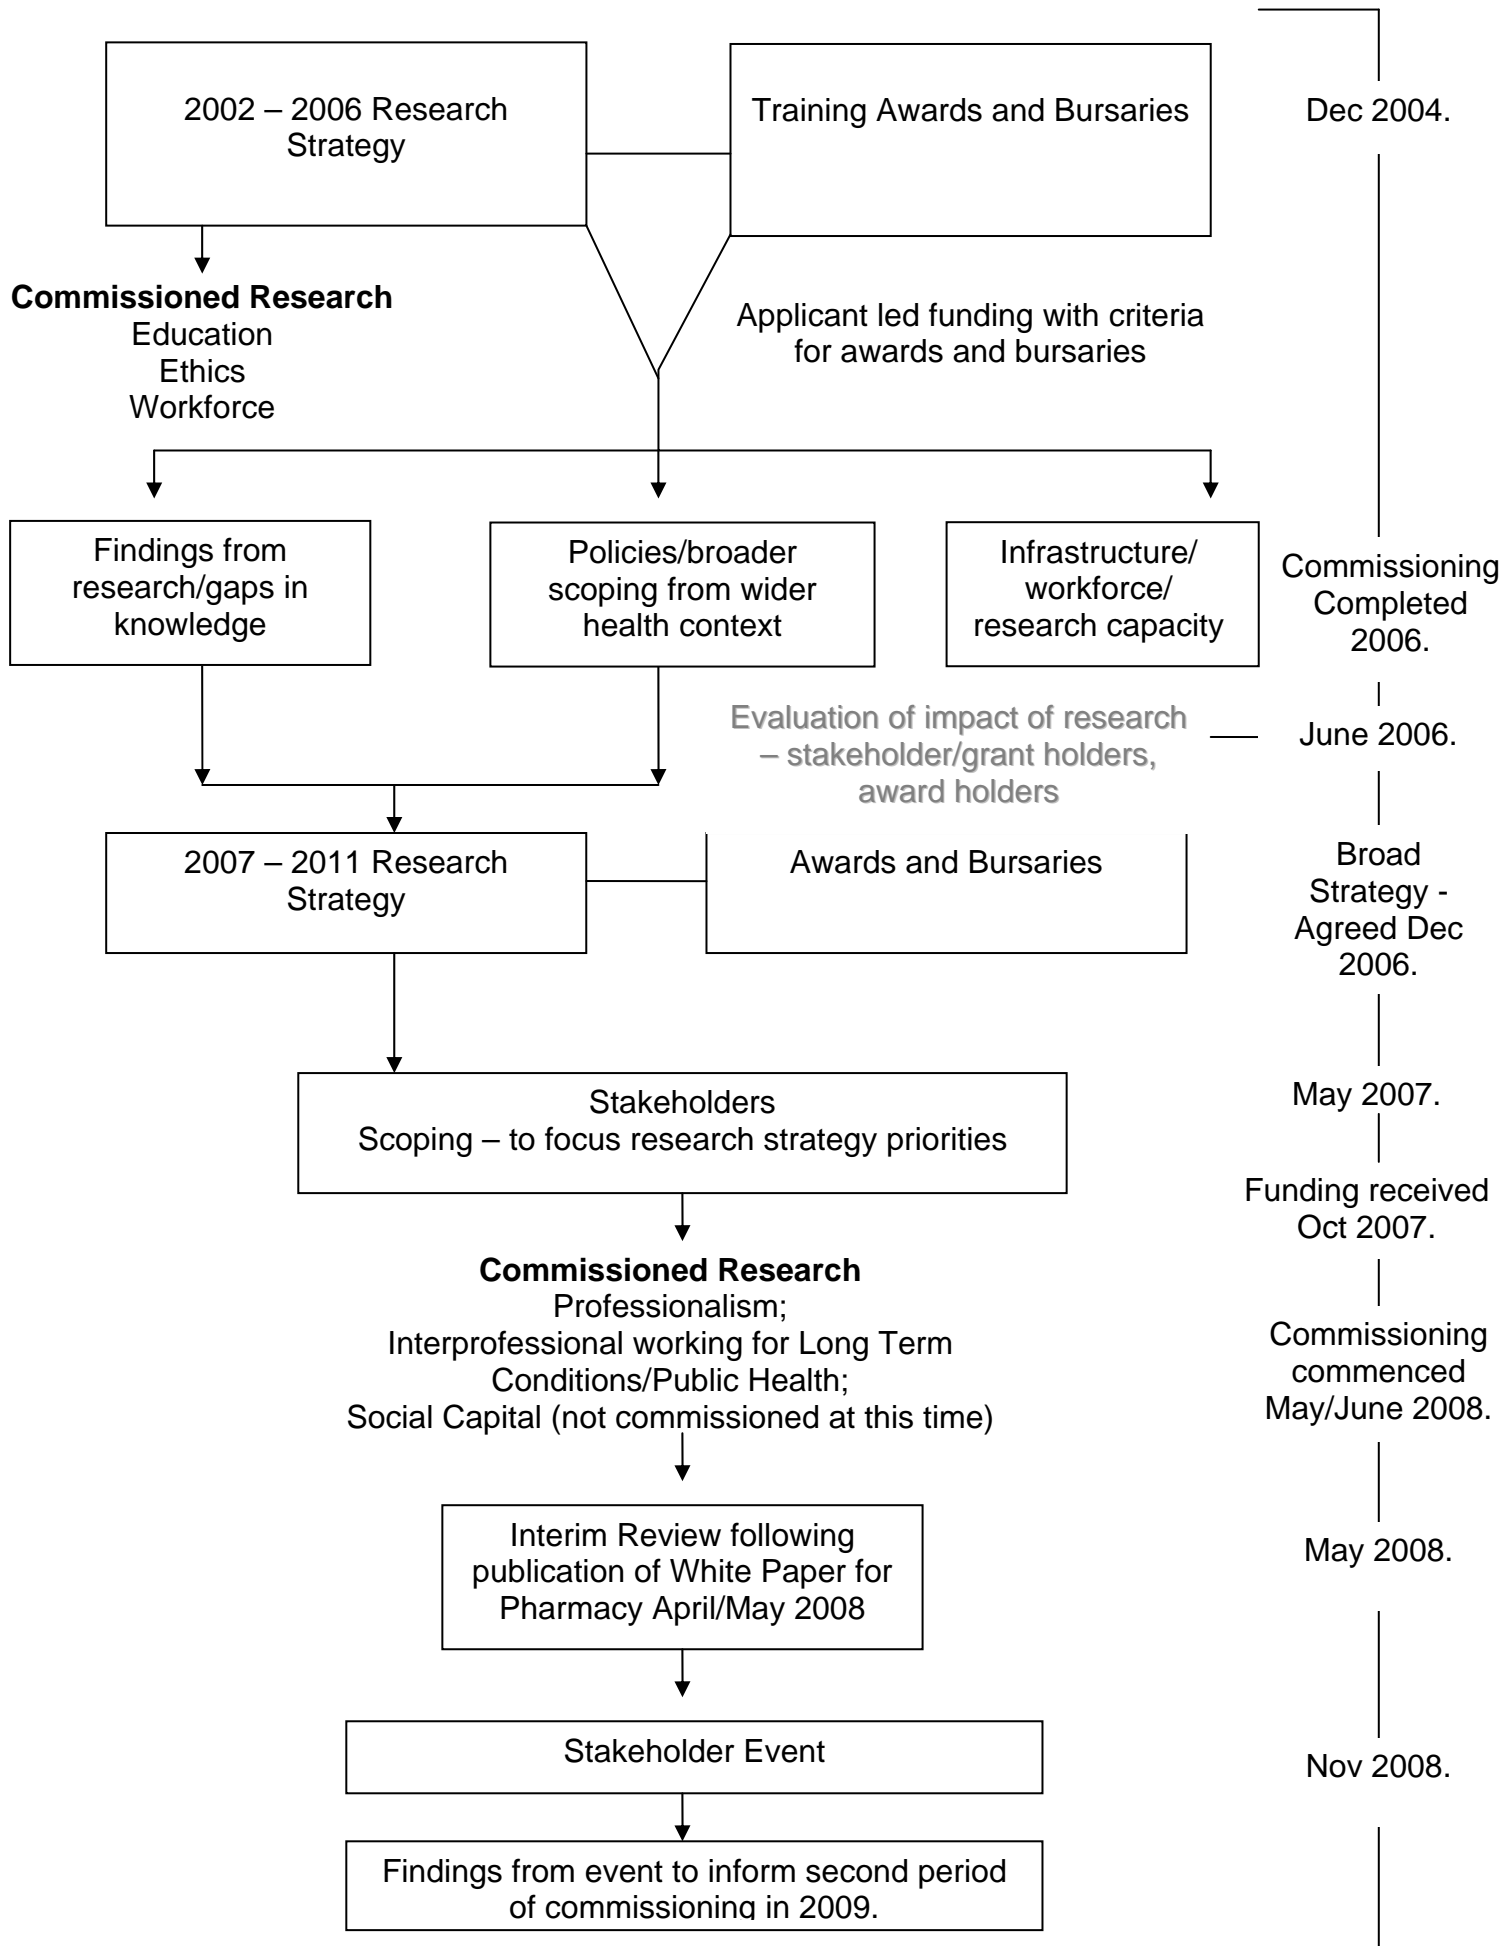 2002 – 2006 Research
Strategy
Training Awards and Bursaries
Dec 2004.
Commissioned Research
Education
Ethics
Workforce
Applicant led funding with criteria
for awards and bursaries
Findings from
research/gaps in
knowledge
Policies/broader
scoping from wider
health context
Infrastructure/
workforce/
research capacity
Commissioning
Completed
2006.
Evaluation of impact of research
– stakeholder/grant holders,
award holders
June 2006.
2007 – 2011 Research
Strategy
Awards and Bursaries
Broad
Strategy -
Agreed Dec
2006.
Stakeholders
Scoping – to focus research strategy priorities
May 2007.
Funding received
Oct 2007.
Commissioned Research
Professionalism;
Interprofessional working for Long Term
Conditions/Public Health;
Social Capital (not commissioned at this time)
Commissioning
commenced
May/June 2008.
Interim Review following
publication of White Paper for
Pharmacy April/May 2008
May 2008.
Stakeholder Event
Nov 2008.
Findings from event to inform second period
of commissioning in 2009.